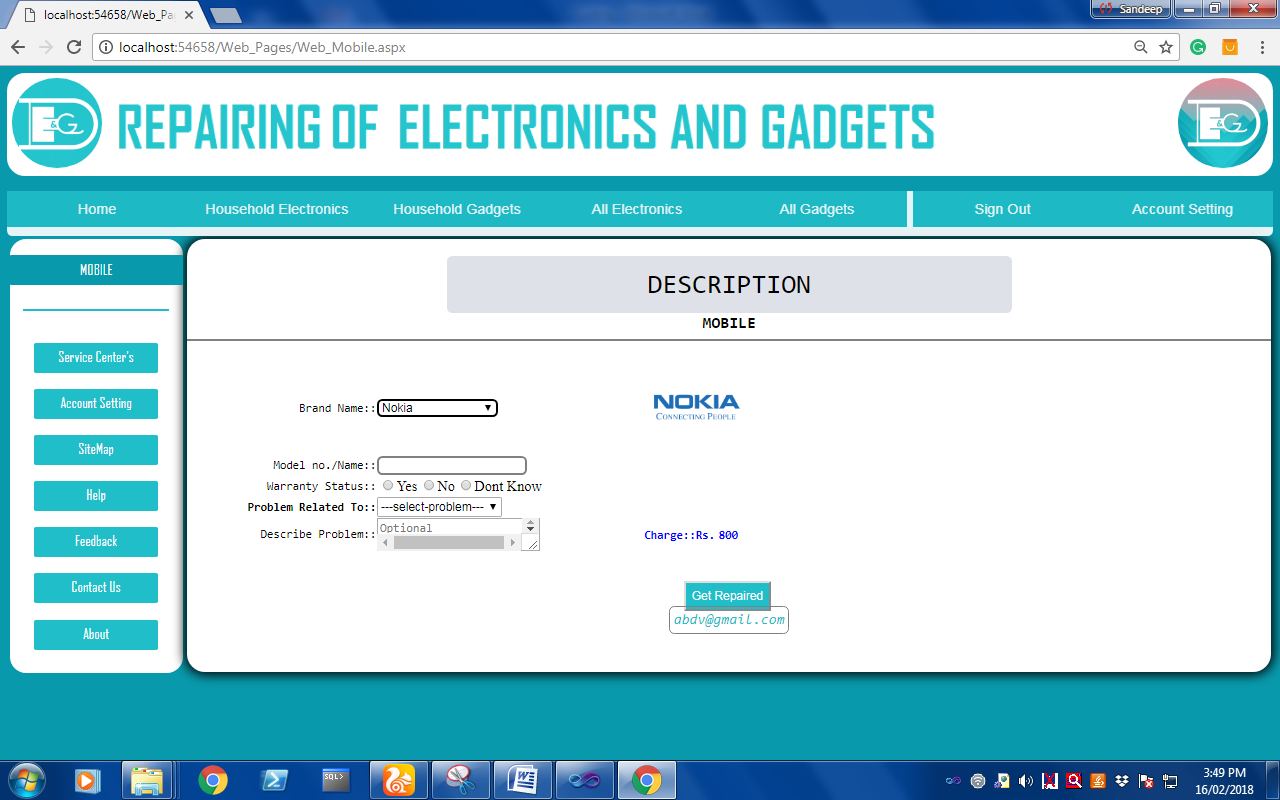 localhost:54658/Web_Pa
Sandeep
localhost:54658/Web_Pages/Web_Mobile.aspx
E&G REPAIRING OF ELECTRONICS AND GADGETS E&G
Home Household Electronics Household Gadgets All Electronics All Gadgets Sign Out Account Setting
MOBILE
Service Center's
Account Setting
SiteMap
Help
Feedback
Contact Us
About
DESCRIPTION
MOBILE
Brand Name:: Nokia
NOKIA
CONNECTING PEOPLE
Model no./Name::
Warranty Status:: Yes No Dont Know
Problem Related To:: ---select-problem---
Describe Problem:: Optional
Charge::Rs. 800
Get Repaired
abdv@gmail.com
SQL>
3:49 PM
16/02/2018